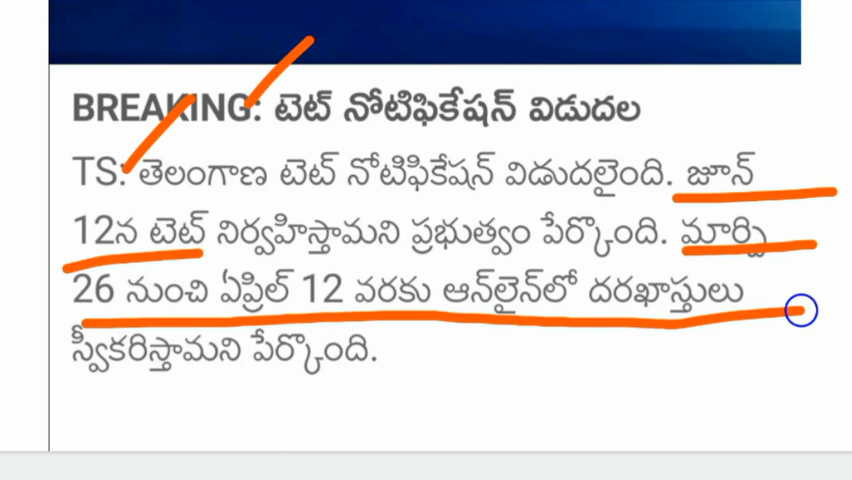 BREAKING: టెట్ నోటిఫికేషన్ విడుదల
TS: తెలంగాణ టెట్ నోటిఫికేషన్ విడుదలైంది. జూన్
12న టెట్ నిర్వహిస్తామని ప్రభుత్వం పేర్కొంది. మార్చి
26 నుంచి ఏప్రిల్ 12 వరకు ఆన్‌లైన్‌లో దరఖాస్తులు
స్వీకరిస్తామని పేర్కొంది.